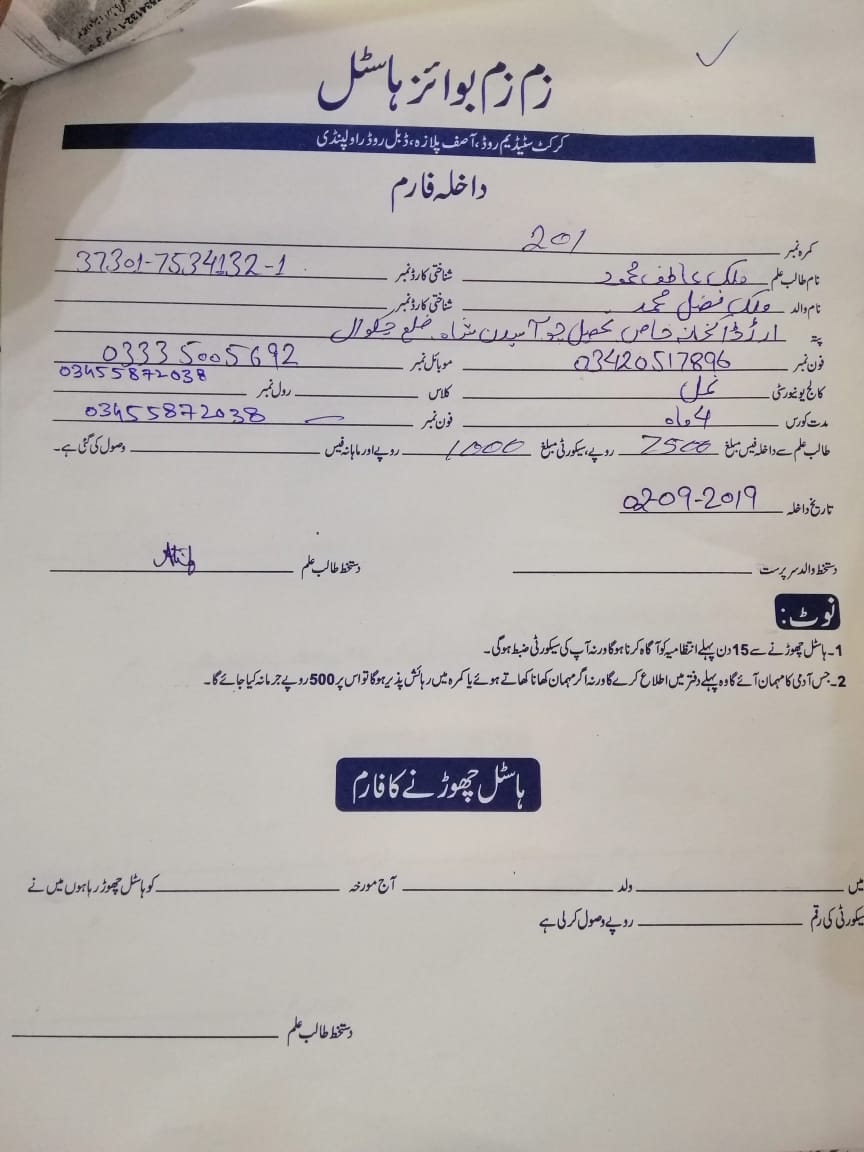 زم زم بوائز ہاسٹل
کرکٹ سٹیڈیم روڈ، آصف پلازہ، ڈبل روڈ راولپنڈی
داخلہ فارم
کمرہ نمبر 201
نام طالب علم ملک عاطف محمود شناختی کارڈ نمبر 37301-7534132-1
نام والد ملک فضل محمد شناختی کارڈ نمبر
پتہ ڈاکخانہ خاص تحصیل چوآسیدن شاہ ضلع چکوال
فون نمبر 03420517896 موبائل نمبر 03335005692
03455872038
کالج یونیورسٹی نمل کلاس رول نمبر
مدت کورس 4 ماہ فون نمبر 03455872038
طالب علم سے داخلہ فیس مبلغ 7500 روپے، سیکورٹی مبلغ 1000 روپے اور ماہانہ فیس وصول کی گئی ہے۔
تاریخ داخلہ 02-09-2019
دستخط والد سرپرست دستخط طالب علم Atif
نوٹ:
1۔ ہاسٹل چھوڑنے سے 15 دن پہلے انتظامیہ کو آگاہ کرنا ہوگا ورنہ آپ کی سیکورٹی ضبط ہوگی۔
2۔ جس آدمی کا مہمان آئے گا وہ پہلے دفتر میں اطلاع کرے گا ورنہ اگر مہمان کھانا کھاتے ہوئے یا کمرہ میں رہائش پذیر ہوگا تو اس پر 500 روپے جرمانہ کیا جائے گا۔
ہاسٹل چھوڑنے کا فارم
میں ولد آج مورخہ کو ہاسٹل چھوڑ رہا ہوں میں نے
سیکورٹی کی رقم روپے وصول کرلی ہے
دستخط طالب علم